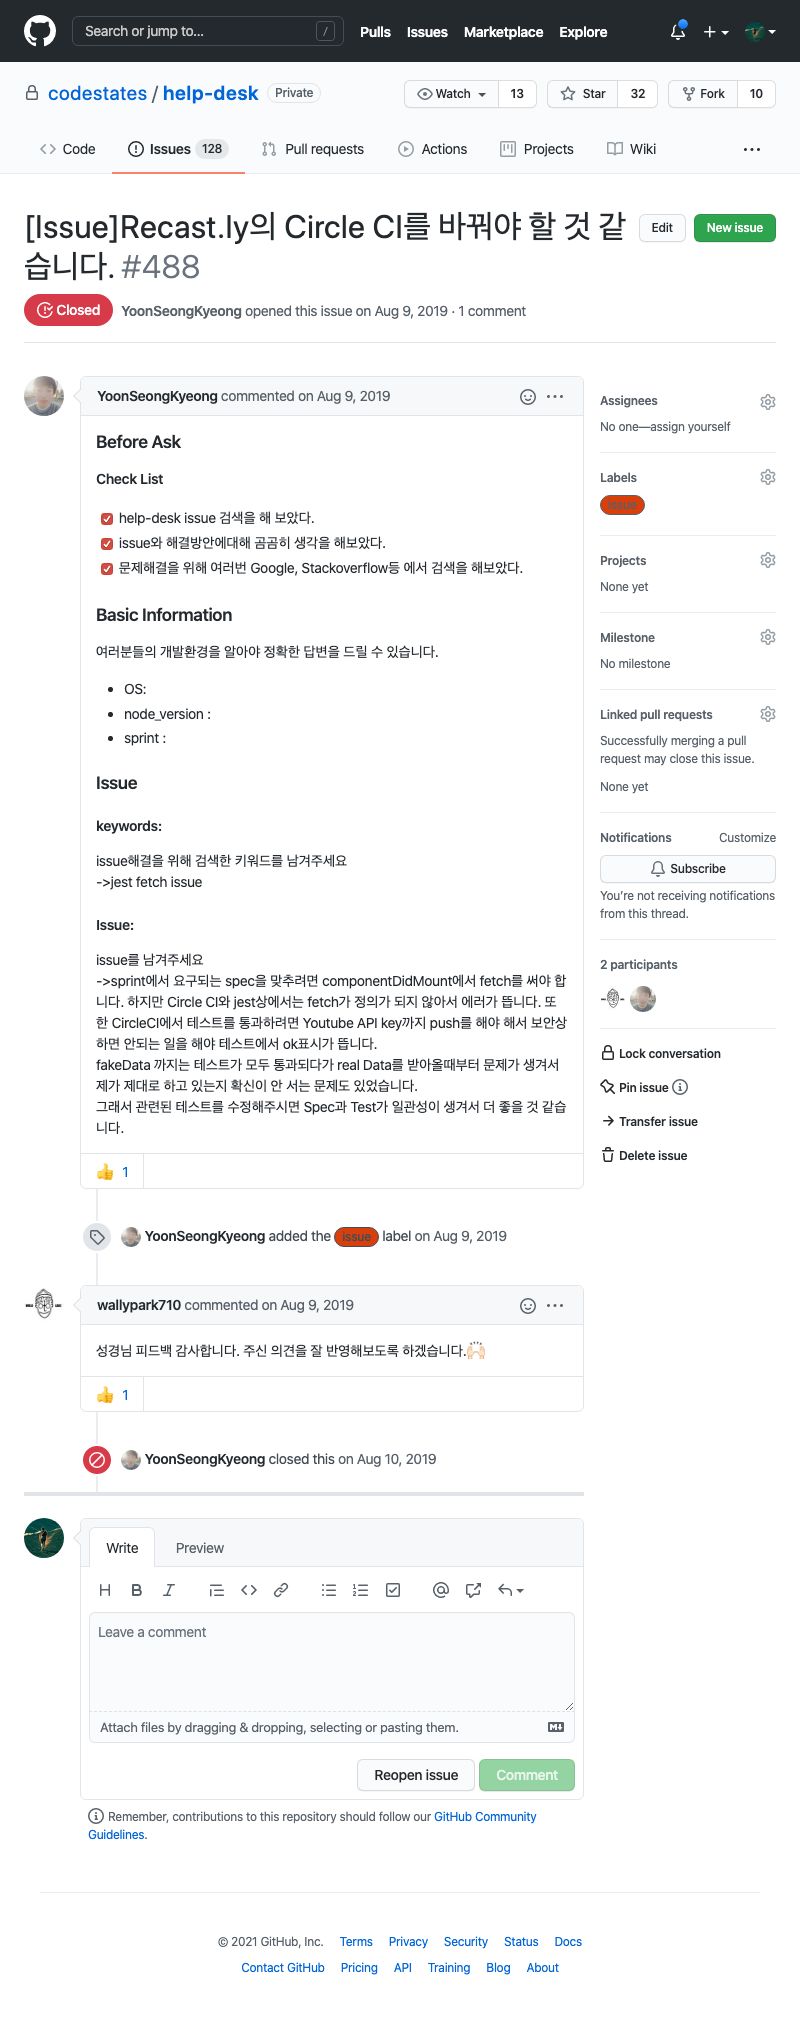 Search or jump to...
/
Pulls
Issues
Marketplace
Explore
codestates / help-desk
Private
Watch
13
Star
32
Fork
10
Code
Issues 128
Pull requests
Actions
Projects
Wiki
[Issue]Recast.ly의 Circle CI를 바꿔야 할 것 같
습니다. #488
Edit
New issue
Closed
YoonSeongKyeong opened this issue on Aug 9, 2019 · 1 comment
YoonSeongKyeong commented on Aug 9, 2019
Before Ask
Check List
help-desk issue 검색을 해 보았다.
issue와 해결방안에대해 곰곰히 생각을 해보았다.
문제해결을 위해 여러번 Google, Stackoverflow등 에서 검색을 해보았다.
Basic Information
여러분들의 개발환경을 알아야 정확한 답변을 드릴 수 있습니다.
OS:
node_version :
sprint :
Issue
keywords:
issue해결을 위해 검색한 키워드를 남겨주세요
->jest fetch issue
Issue:
issue를 남겨주세요
->sprint에서 요구되는 spec을 맞추려면 componentDidMount에서 fetch를 써야 합
니다. 하지만 Circle CI와 jest상에서는 fetch가 정의가 되지 않아서 에러가 뜹니다. 또
한 CircleCI에서 테스트를 통과하려면 Youtube API key까지 push를 해야 해서 보안상
하면 안되는 일을 해야 테스트에서 ok표시가 뜹니다.
fakeData 까지는 테스트가 모두 통과되다가 real Data를 받아올때부터 문제가 생겨서
제가 제대로 하고 있는지 확신이 안 서는 문제도 있었습니다.
그래서 관련된 테스트를 수정해주시면 Spec과 Test가 일관성이 생겨서 더 좋을 것 같습
니다.
👍 1
YoonSeongKyeong added the issue label on Aug 9, 2019
wallypark710 commented on Aug 9, 2019
성경님 피드백 감사합니다. 주신 의견을 잘 반영해보도록 하겠습니다.🙌🏻
👍 1
YoonSeongKyeong closed this on Aug 10, 2019
Assignees
No one—assign yourself
Labels
issue
Projects
None yet
Milestone
No milestone
Linked pull requests
Successfully merging a pull
request may close this issue.
None yet
Notifications
Customize
Subscribe
You're not receiving notifications
from this thread.
2 participants
Lock conversation
Pin issue
Transfer issue
Delete issue
Write
Preview
H B I
Leave a comment
Attach files by dragging & dropping, selecting or pasting them.
Reopen issue
Comment
Remember, contributions to this repository should follow our GitHub Community
Guidelines.
© 2021 GitHub, Inc.
Terms
Privacy
Security
Status
Docs
Contact GitHub
Pricing
API
Training
Blog
About